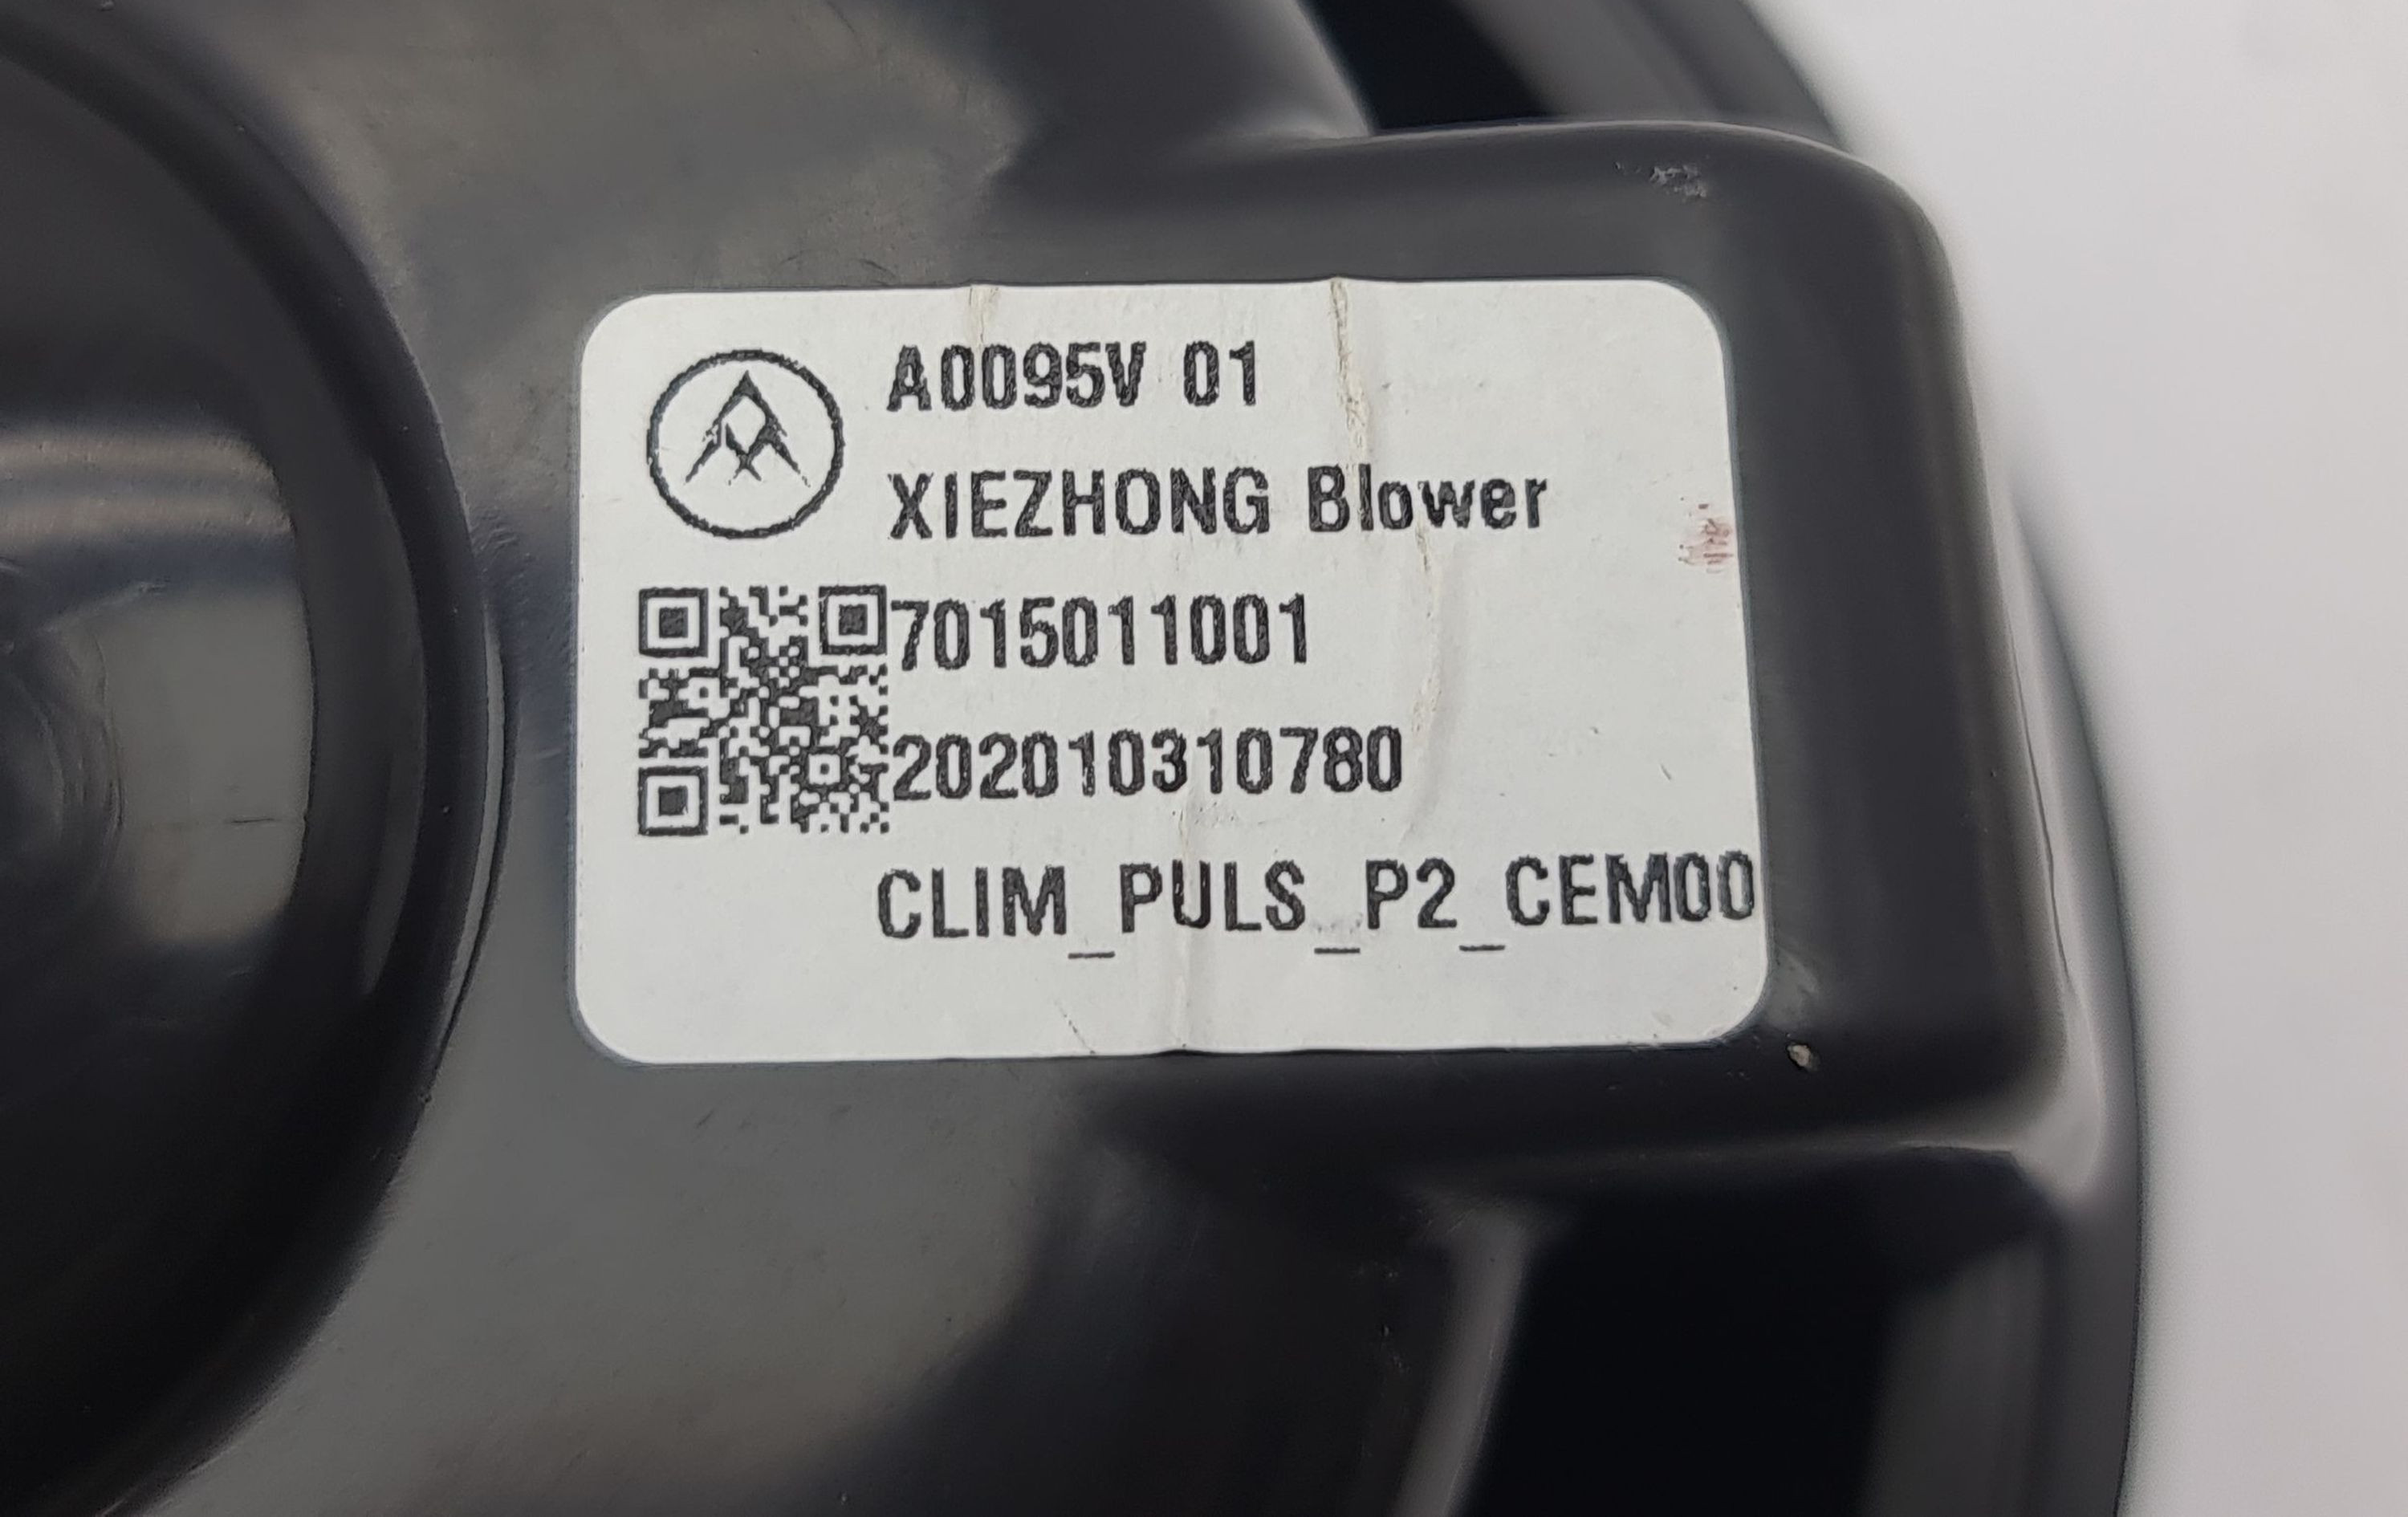 A0095V 01
XIEZHONG Blower
7015011001
202010310780
CLIM_PULS_P2_CEM00